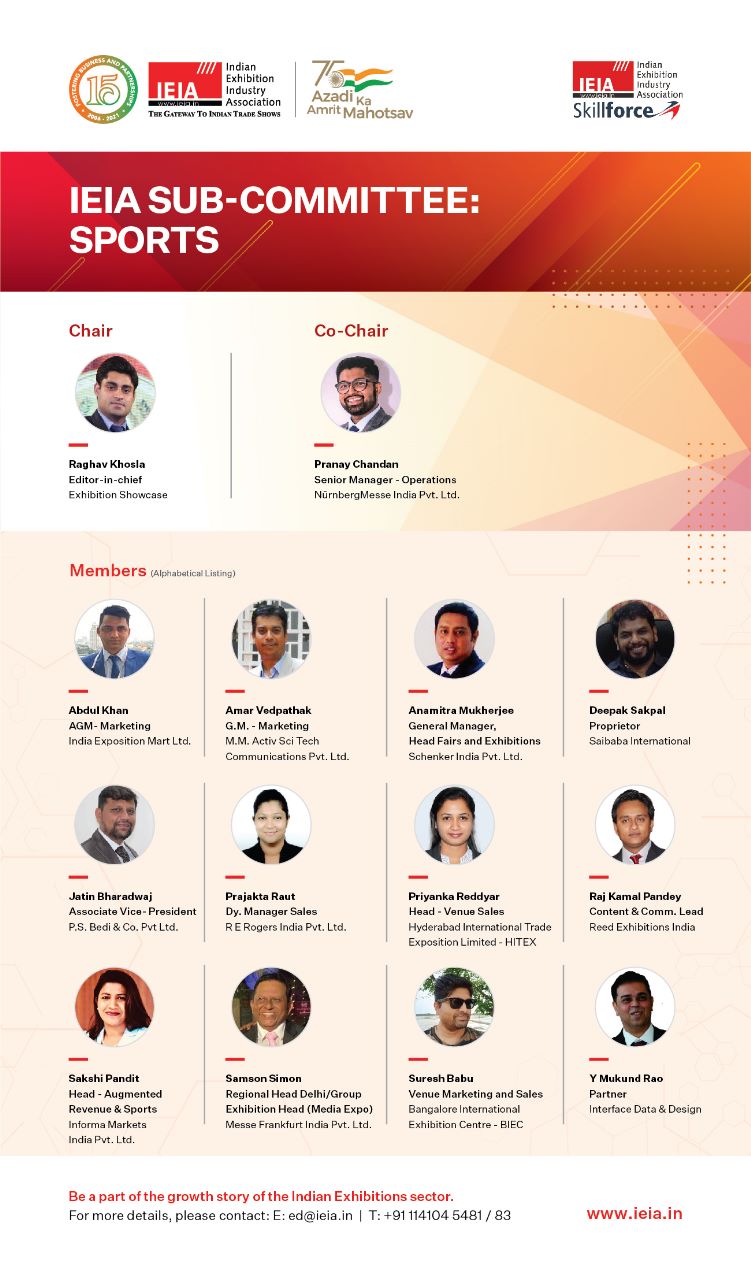 FOSTERING BUSINESS AND PARTNERSHIPS
15
2006 - 2021
IEIA
www.ieia.in
Indian
Exhibition
Industry
Association
THE GATEWAY TO INDIAN TRADE SHOWS
75
Azadi Ka
Amrit Mahotsav
IEIA
Indian
Exhibition
Industry
Association
Skillforce
IEIA SUB-COMMITTEE:
SPORTS
Chair
Raghav Khosla
Editor-in-chief
Exhibition Showcase
Co-Chair
Pranay Chandan
Senior Manager - Operations
NürnbergMesse India Pvt. Ltd.
Members (Alphabetical Listing)
Abdul Khan
AGM- Marketing
India Exposition Mart Ltd.
Amar Vedpathak
G.M. - Marketing
M.M. Activ Sci Tech
Communications Pvt. Ltd.
Anamitra Mukherjee
General Manager,
Head Fairs and Exhibitions
Schenker India Pvt. Ltd.
Deepak Sakpal
Proprietor
Saibaba International
Jatin Bharadwaj
Associate Vice- President
P.S. Bedi & Co. Pvt Ltd.
Prajakta Raut
Dy. Manager Sales
R E Rogers India Pvt. Ltd.
Priyanka Reddyar
Head - Venue Sales
Hyderabad International Trade
Exposition Limited - HITEX
Raj Kamal Pandey
Content & Comm. Lead
Reed Exhibitions India
Sakshi Pandit
Head - Augmented
Revenue & Sports
Informa Markets
India Pvt. Ltd.
Samson Simon
Regional Head Delhi/Group
Exhibition Head (Media Expo)
Messe Frankfurt India Pvt. Ltd.
Suresh Babu
Venue Marketing and Sales
Bangalore International
Exhibition Centre - BIEC
Y Mukund Rao
Partner
Interface Data & Design
Be a part of the growth story of the Indian Exhibitions sector.
For more details, please contact: E: ed@ieia.in | T: +91 114104 5481 / 83
www.ieia.in